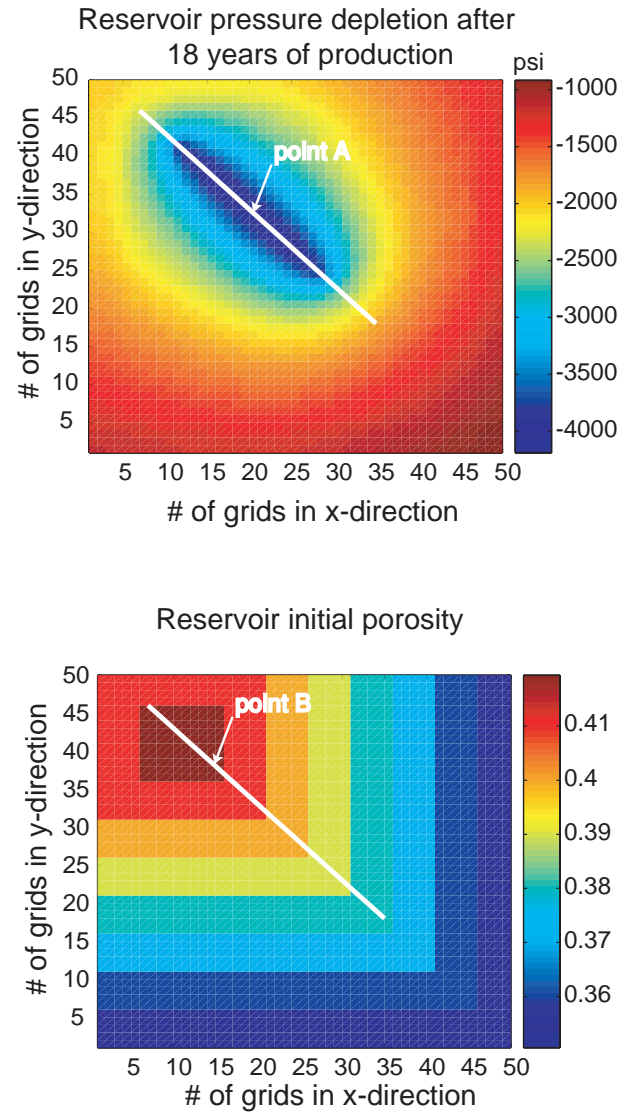 Reservoir pressure depletion after
18 years of production
psi
50
45
40
35
30
25
20
15
10
5
# of grids in y-direction
point A
-1000
-1500
-2000
-2500
-3000
-3500
-4000
5 10 15 20 25 30 35 40 45 50
# of grids in x-direction
Reservoir initial porosity
50
45
40
35
30
25
20
15
10
5
# of grids in y-direction
point B
0.41
0.4
0.39
0.38
0.37
0.36
5 10 15 20 25 30 35 40 45 50
# of grids in x-direction